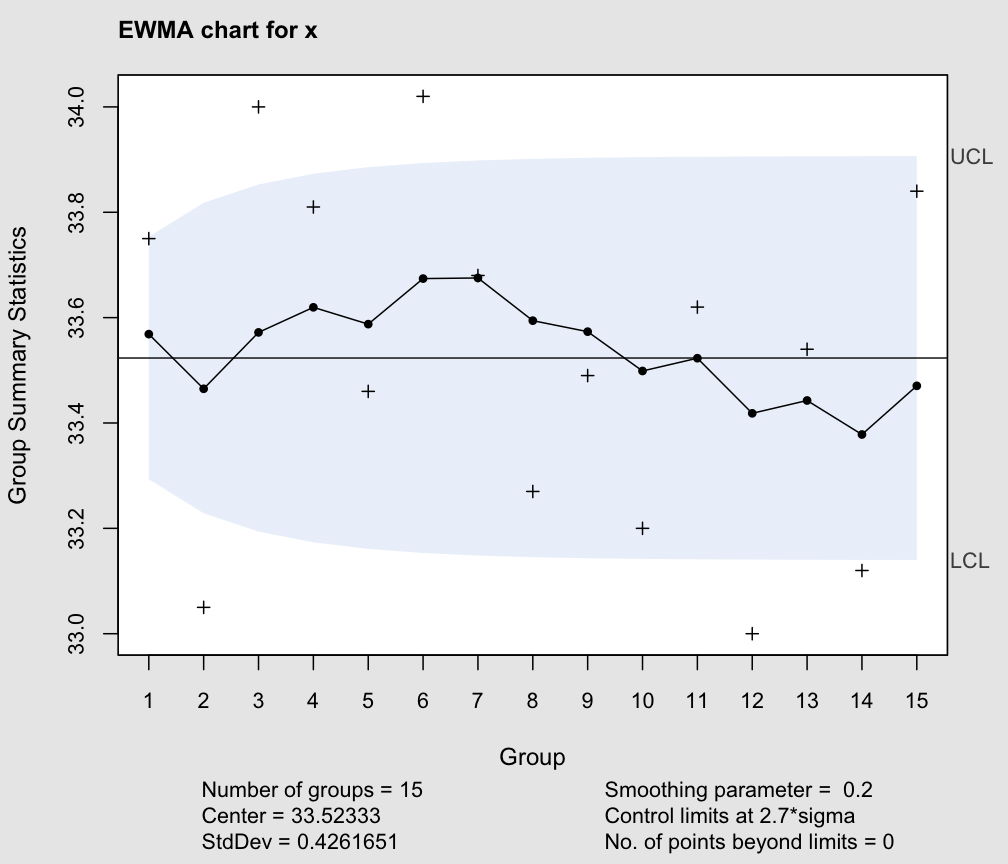 EWMA chart for x
Group Summary Statistics
34.0
33.8
33.6
33.4
33.2
33.0
UCL
LCL
1 2 3 4 5 6 7 8 9 10 11 12 13 14 15
Group
Number of groups = 15
Center = 33.52333
StdDev = 0.4261651
Smoothing parameter =  0.2
Control limits at 2.7*sigma
No. of points beyond limits = 0